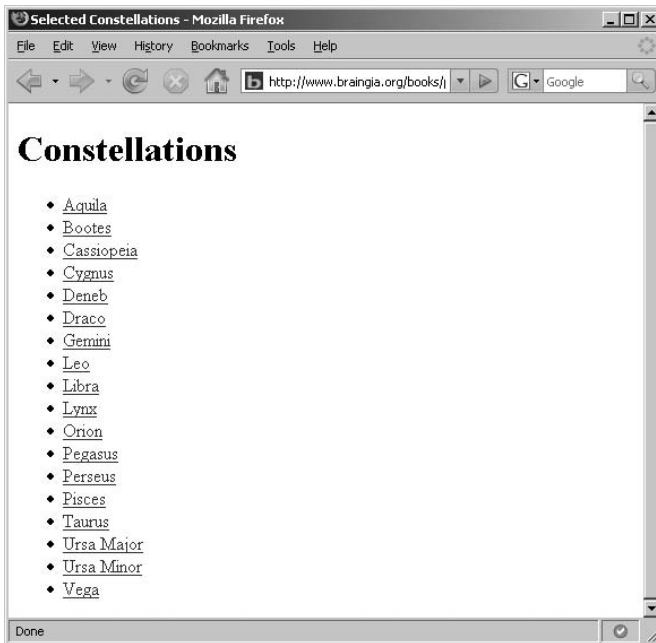 Selected Constellations - Mozilla Firefox
File Edit View History Bookmarks Tools Help
http://www.braingia.org/books/ Google
Constellations
Aquila
Bootes
Cassiopeia
Cygnus
Deneb
Draco
Gemini
Leo
Libra
Lynx
Orion
Pegasus
Perseus
Pisces
Taurus
Ursa Major
Ursa Minor
Vega
Done